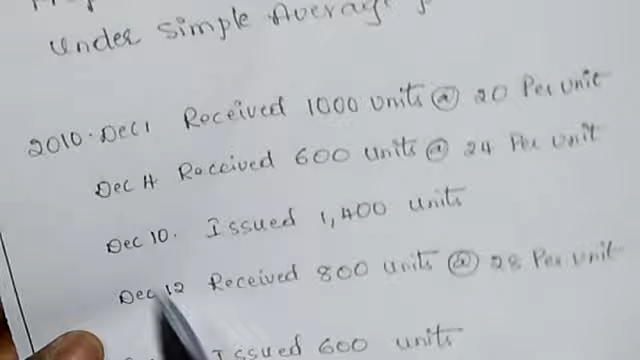 under simple Average
2010. Dec 1 Received 1000 units @ 20 Per unit
Dec 4 Received 600 units @ 24 Per unit
Dec 10. Issued 1,400 units
Dec 12 Received 800 units @ 28 Per unit
Issued 600 units